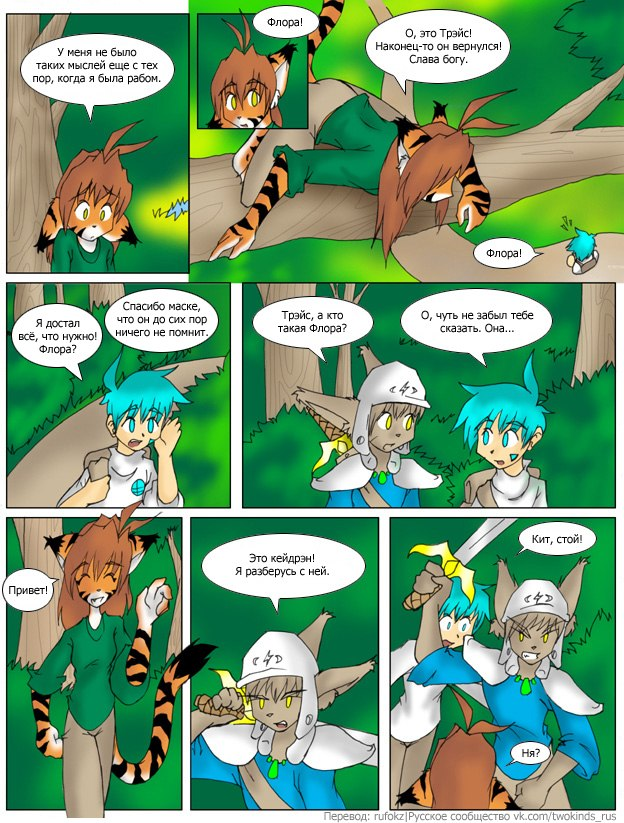 У меня не было
таких мыслей еще с тех
пор, когда я была рабом.
Флора!
О, это Трэйс!
Наконец-то он вернулся!
Слава богу.
Флора!
Я достал
всё, что нужно!
Флора?
Спасибо маске,
что он до сих пор
ничего не помнит.
Трэйс, а кто
такая Флора?
О, чуть не забыл тебе
сказать. Она...
Привет!
Это кейдрэн!
Я разберусь с ней.
Кит, стой!
Ня?
Перевод: rufokz|Русское сообщество vk.com/twokinds_rus